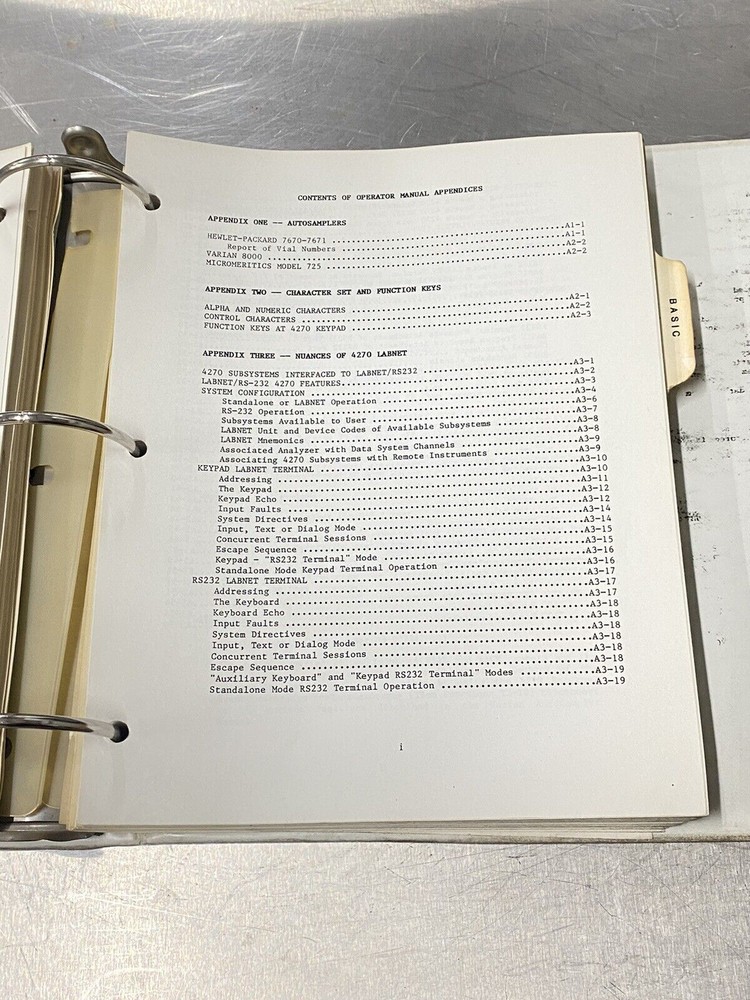 CONTENTS OF OPERATOR MANUAL APPENDICES
APPENDIX ONE -- AUTOSAMPLERS
HEWLET-PACKARD 7670-7671 ........ A1-1
Report of Vial Numbers ........ A1-1
VARIAN 8000 ........ A2-2
MICROMERITICS MODEL 725 ........ A2-2
APPENDIX TWO -- CHARACTER SET AND FUNCTION KEYS
ALPHA AND NUMERIC CHARACTERS ........ A2-1
CONTROL CHARACTERS ........ A2-2
FUNCTION KEYS AT 4270 KEYPAD ........ A2-3
APPENDIX THREE -- NUANCES OF 4270 LABNET
4270 SUBSYSTEMS INTERFACED TO LABNET/RS232 ........ A3-1
LABNET/RS-232 4270 FEATURES ........ A3-2
SYSTEM CONFIGURATION ........ A3-3
Standalone or LABNET Operation ........ A3-4
RS-232 Operation ........ A3-6
Subsystems Available to User ........ A3-7
LABNET Unit and Device Codes of Available Subsystems ........ A3-8
LABNET Mnemonics ........ A3-8
Associated Analyzer with Data System Channels ........ A3-9
Associating 4270 Subsystems with Remote Instruments ........ A3-9
KEYPAD LABNET TERMINAL ........ A3-10
Addressing ........ A3-10
The Keypad ........ A3-11
Keypad Echo ........ A3-12
Input Faults ........ A3-12
System Directives ........ A3-14
Input, Text or Dialog Mode ........ A3-14
Concurrent Terminal Sessions ........ A3-15
Escape Sequence ........ A3-15
Keypad - "RS232 Terminal" Mode ........ A3-16
Standalone Mode Keypad Terminal Operation ........ A3-16
RS232 LABNET TERMINAL ........ A3-17
Addressing ........ A3-17
The Keyboard ........ A3-17
Keyboard Echo ........ A3-18
Input Faults ........ A3-18
System Directives ........ A3-18
Input, Text or Dialog Mode ........ A3-18
Concurrent Terminal Sessions ........ A3-18
Escape Sequence ........ A3-18
"Auxiliary Keyboard" and "Keypad RS232 Terminal" Modes ........ A3-19
Standalone Mode RS232 Terminal Operation ........ A3-19
i
BASIC